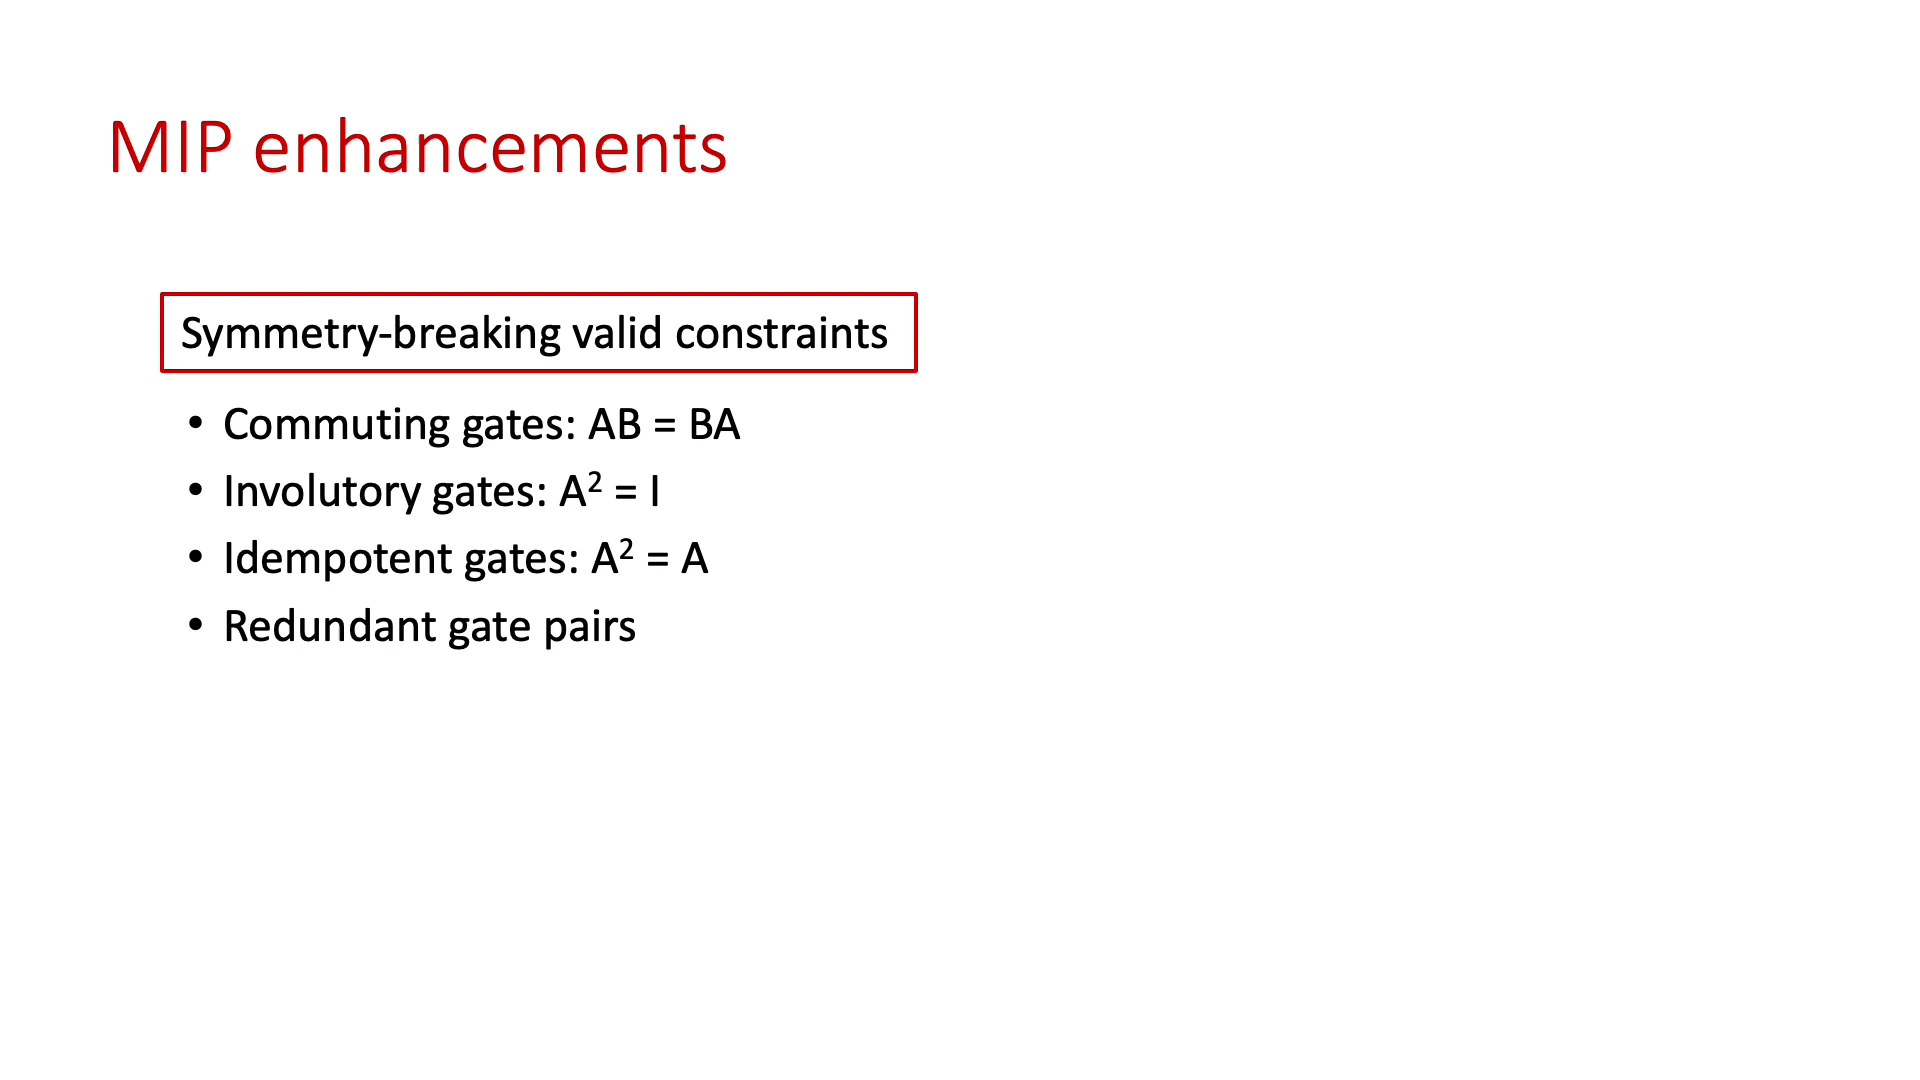 MIP enhancements
Symmetry-breaking valid constraints
• Commuting gates: AB = BA
• Involutory gates: A² = I
• Idempotent gates: A² = A
• Redundant gate pairs